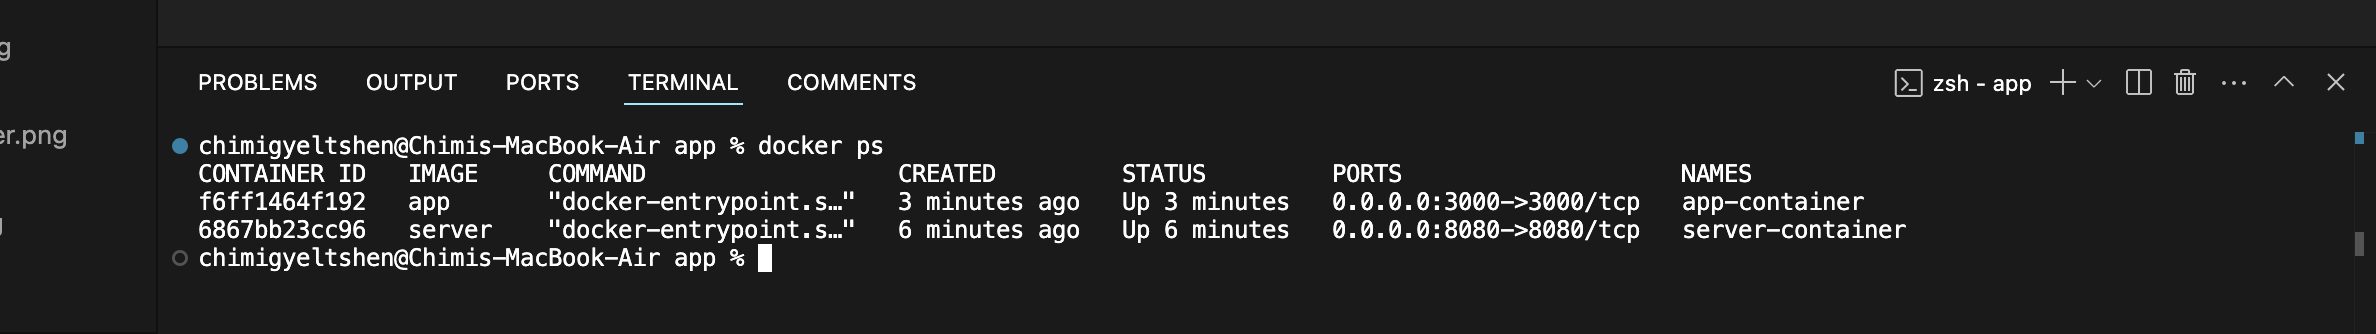 g
PROBLEMS OUTPUT PORTS TERMINAL COMMENTS zsh - app
er.png
chimigyeltshen@Chimis-MacBook-Air app % docker ps
CONTAINER ID IMAGE COMMAND CREATED STATUS PORTS NAMES
f6ff1464f192 app "docker-entrypoint.s…" 3 minutes ago Up 3 minutes 0.0.0.0:3000->3000/tcp app-container
6867bb23cc96 server "docker-entrypoint.s…" 6 minutes ago Up 6 minutes 0.0.0.0:8080->8080/tcp server-container
chimigyeltshen@Chimis-MacBook-Air app %